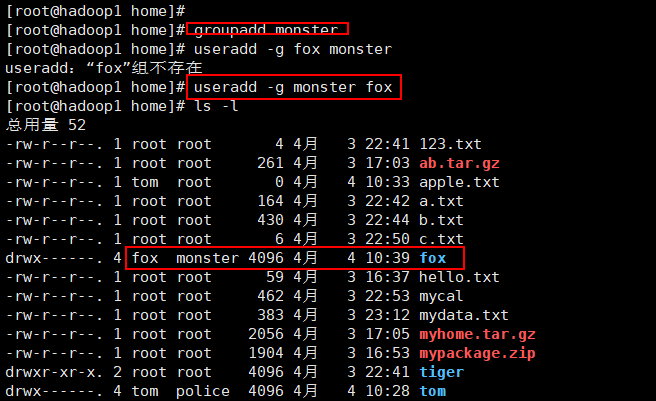 [root@hadoop1 home]#
[root@hadoop1 home]# groupadd monster
[root@hadoop1 home]# useradd -g fox monster
useradd：“fox”组不存在
[root@hadoop1 home]# useradd -g monster fox
[root@hadoop1 home]# ls -l
总用量 52
-rw-r--r--. 1 root root 4 4月 3 22:41 123.txt
-rw-r--r--. 1 root root 261 4月 3 17:03 ab.tar.gz
-rw-r--r--. 1 tom root 0 4月 4 10:33 apple.txt
-rw-r--r--. 1 root root 164 4月 3 22:42 a.txt
-rw-r--r--. 1 root root 430 4月 3 22:44 b.txt
-rw-r--r--. 1 root root 6 4月 3 22:50 c.txt
drwx------. 4 fox monster 4096 4月 4 10:39 fox
-rw-r--r--. 1 root root 59 4月 3 16:37 hello.txt
-rw-r--r--. 1 root root 462 4月 3 22:53 mycal
-rw-r--r--. 1 root root 383 4月 3 23:12 mydata.txt
-rw-r--r--. 1 root root 2056 4月 3 17:05 myhome.tar.gz
-rw-r--r--. 1 root root 1904 4月 3 16:53 mypackage.zip
drwxr-xr-x. 2 root root 4096 4月 3 22:41 tiger
drwx------. 4 tom police 4096 4月 4 10:28 tom